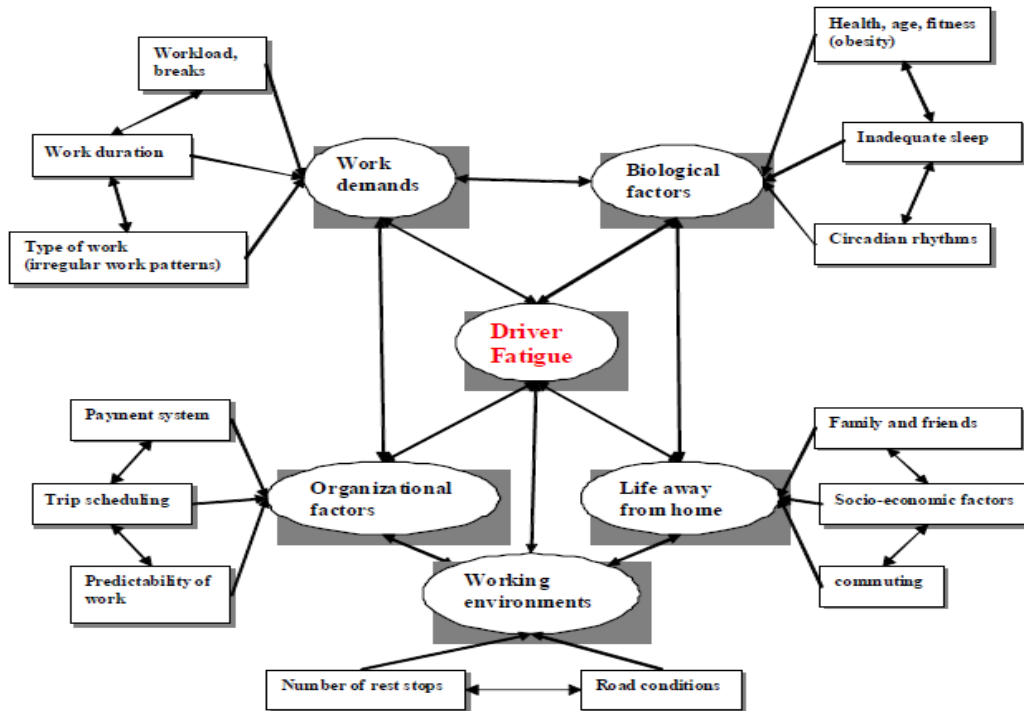 Workload,
breaks
Health, age, fitness
(obesity)
Work duration
Inadequate sleep
Work
demands
Biological
factors
Type of work
(irregular work patterns)
Circadian rhythms
Driver
Fatigue
Payment system
Family and friends
Trip scheduling
Organizational
factors
Life away
from home
Socio-economic factors
Predictability of
work
Working
environments
commuting
Number of rest stops
Road conditions